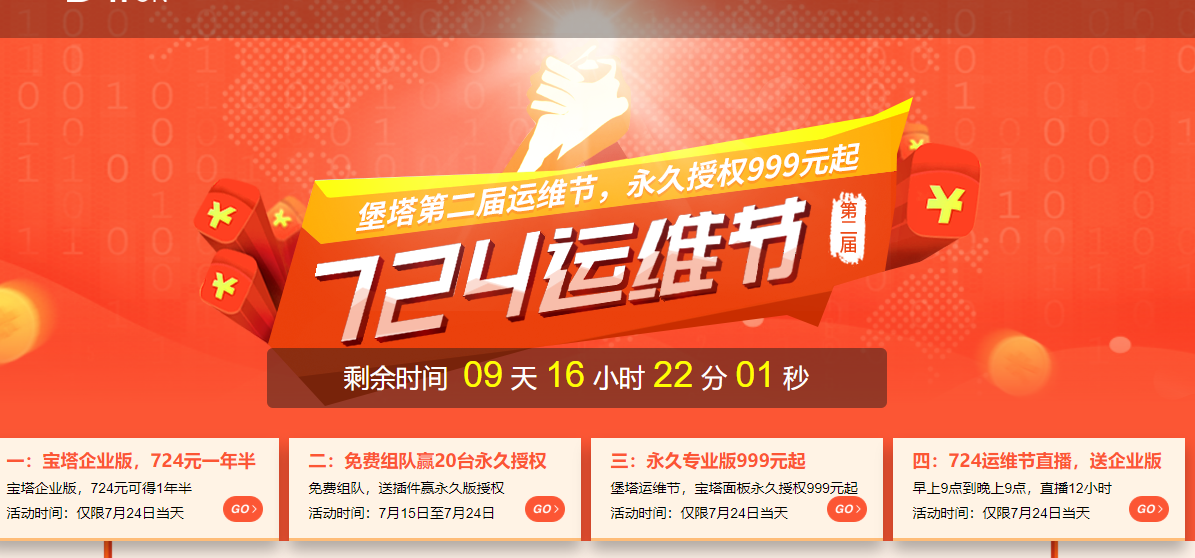 堡塔第二届运维节，永久授权999元起
724运维节
第二届
剩余时间 09 天 16 小时 22 分 01 秒
一：宝塔企业版，724元一年半
宝塔企业版，724元可得1年半
活动时间：仅限7月24日当天
GO >
二：免费组队赢20台永久授权
免费组队，送插件赢永久版授权
活动时间：7月15日至7月24日
GO >
三：永久专业版999元起
堡塔运维节，宝塔面板永久授权999元起
活动时间：仅限7月24日当天
GO >
四：724运维节直播，送企业版
早上9点到晚上9点，直播12小时
活动时间：仅限7月24日当天
GO >